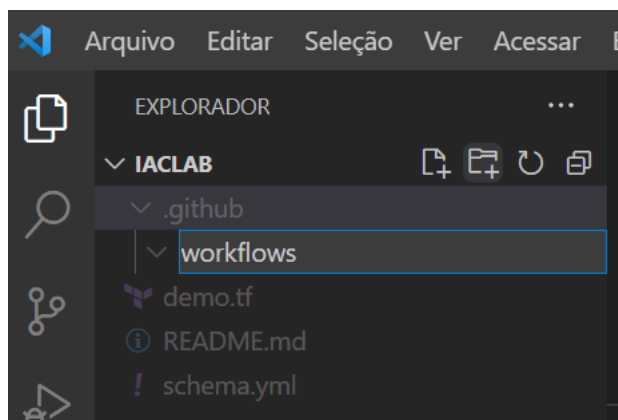 Arquivo Editar Seleção Ver Acessar
EXPLORADOR
IACLAB
.github
workflows
demo.tf
README.md
schema.yml